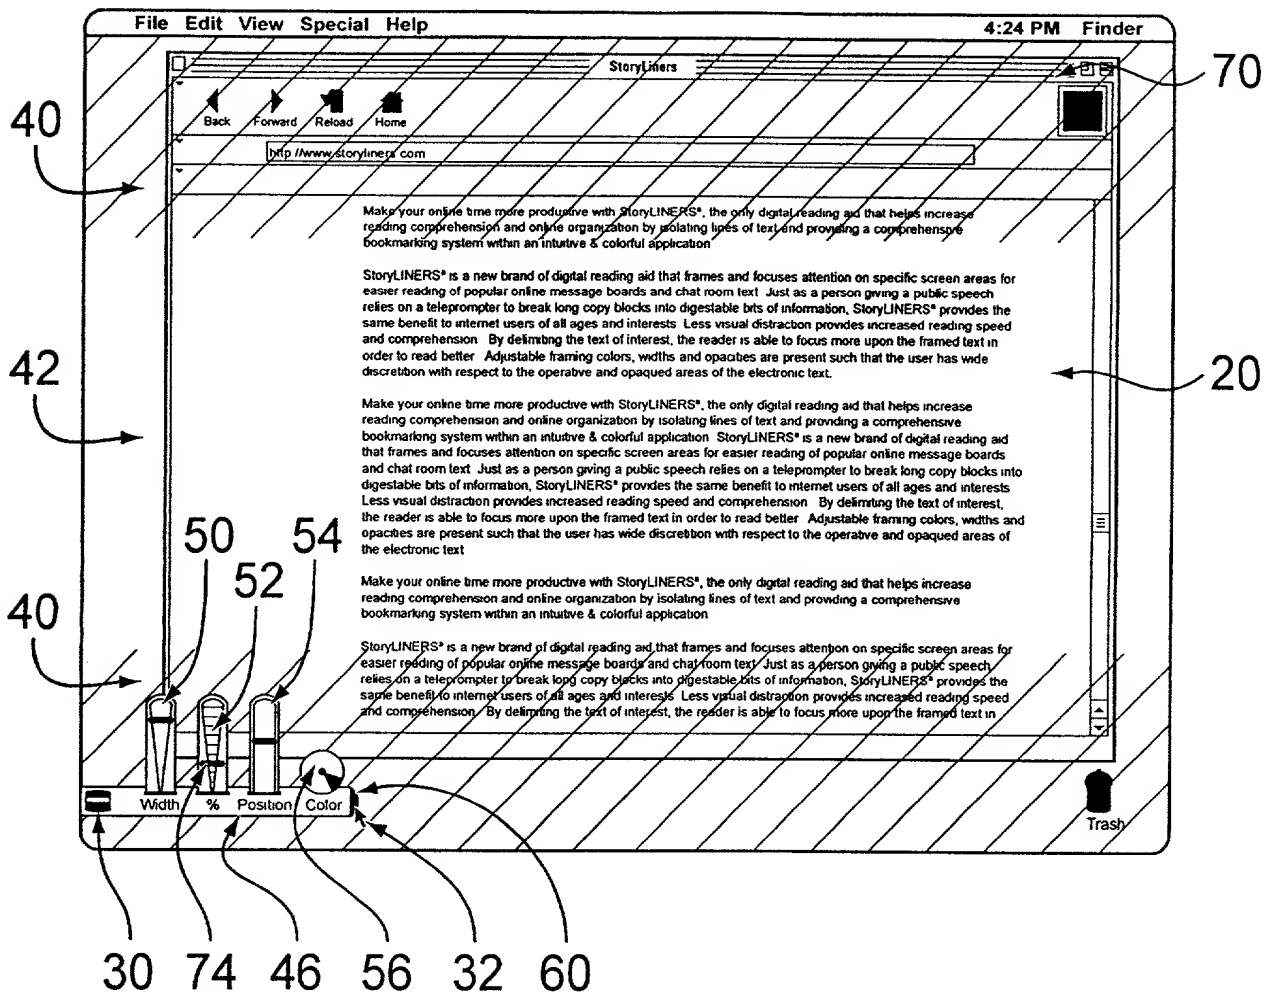 File Edit View Special Help 4:24 PM Finder
StoryLiners
70
Back Forward Reload Home
40
http //www.storyliners com
Make your online time more productive with StoryLINERS*, the only digital reading aid that helps increase
reading comprehension and online organization by isolating lines of text and providing a comprehensive
bookmarking system within an intuitive & colorful application
StoryLINERS* is a new brand of digital reading aid that frames and focuses attention on specific screen areas for
easier reading of popular online message boards and chat room text Just as a person giving a public speech
relies on a teleprompter to break long copy blocks into digestable bits of information, StoryLINERS* provides the
same benefit to internet users of all ages and interests Less visual distraction provides increased reading speed
and comprehension By delimiting the text of interest, the reader is able to focus more upon the framed text in
order to read better Adjustable framing colors, widths and opacities are present such that the user has wide
discretition with respect to the operative and opaqued areas of the electronic text.
42
20
Make your online time more productive with StoryLINERS*, the only digital reading aid that helps increase
reading comprehension and online organization by isolating lines of text and providing a comprehensive
bookmarking system within an intuitive & colorful application StoryLINERS* is a new brand of digital reading aid
that frames and focuses attention on specific screen areas for easier reading of popular online message boards
and chat room text Just as a person giving a public speech relies on a teleprompter to break long copy blocks into
digestable bits of information, StoryLINERS* provides the same benefit to internet users of all ages and interests
Less visual distraction provides increased reading speed and comprehension By delimiting the text of interest,
the reader is able to focus more upon the framed text in order to read better Adjustable framing colors, widths and
opacities are present such that the user has wide discretition with respect to the operative and opaqued areas of
the electronic text
50
54
52
40
Make your online time more productive with StoryLINERS*, the only digital reading aid that helps increase
reading comprehension and online organization by isolating lines of text and providing a comprehensive
bookmarking system within an intuitive & colorful application
StoryLINERS* is a new brand of digital reading aid that frames and focuses attention on specific screen areas for
easier reading of popular online message boards and chat room text Just as a person giving a public speech
relies on a teleprompter to break long copy blocks into digestable bits of information, StoryLINERS* provides the
same benefit to internet users of all ages and interests Less visual distraction provides increased reading speed
and comprehension By delimiting the text of interest, the reader is able to focus more upon the framed text in
Width % Position Color
Trash
30 74 46 56 32 60